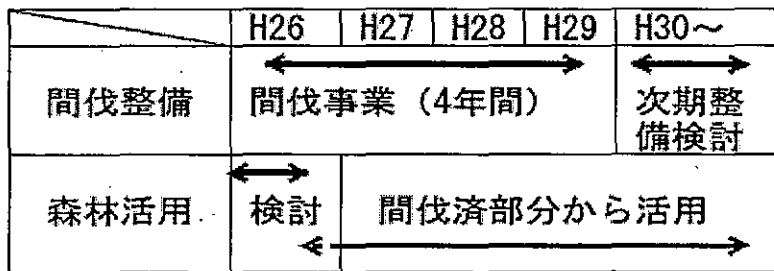 H26 H27 H28 H29 H30～
間伐整備 間伐事業（4年間） 次期整
備検討
森林活用 検討 間伐済部分から活用